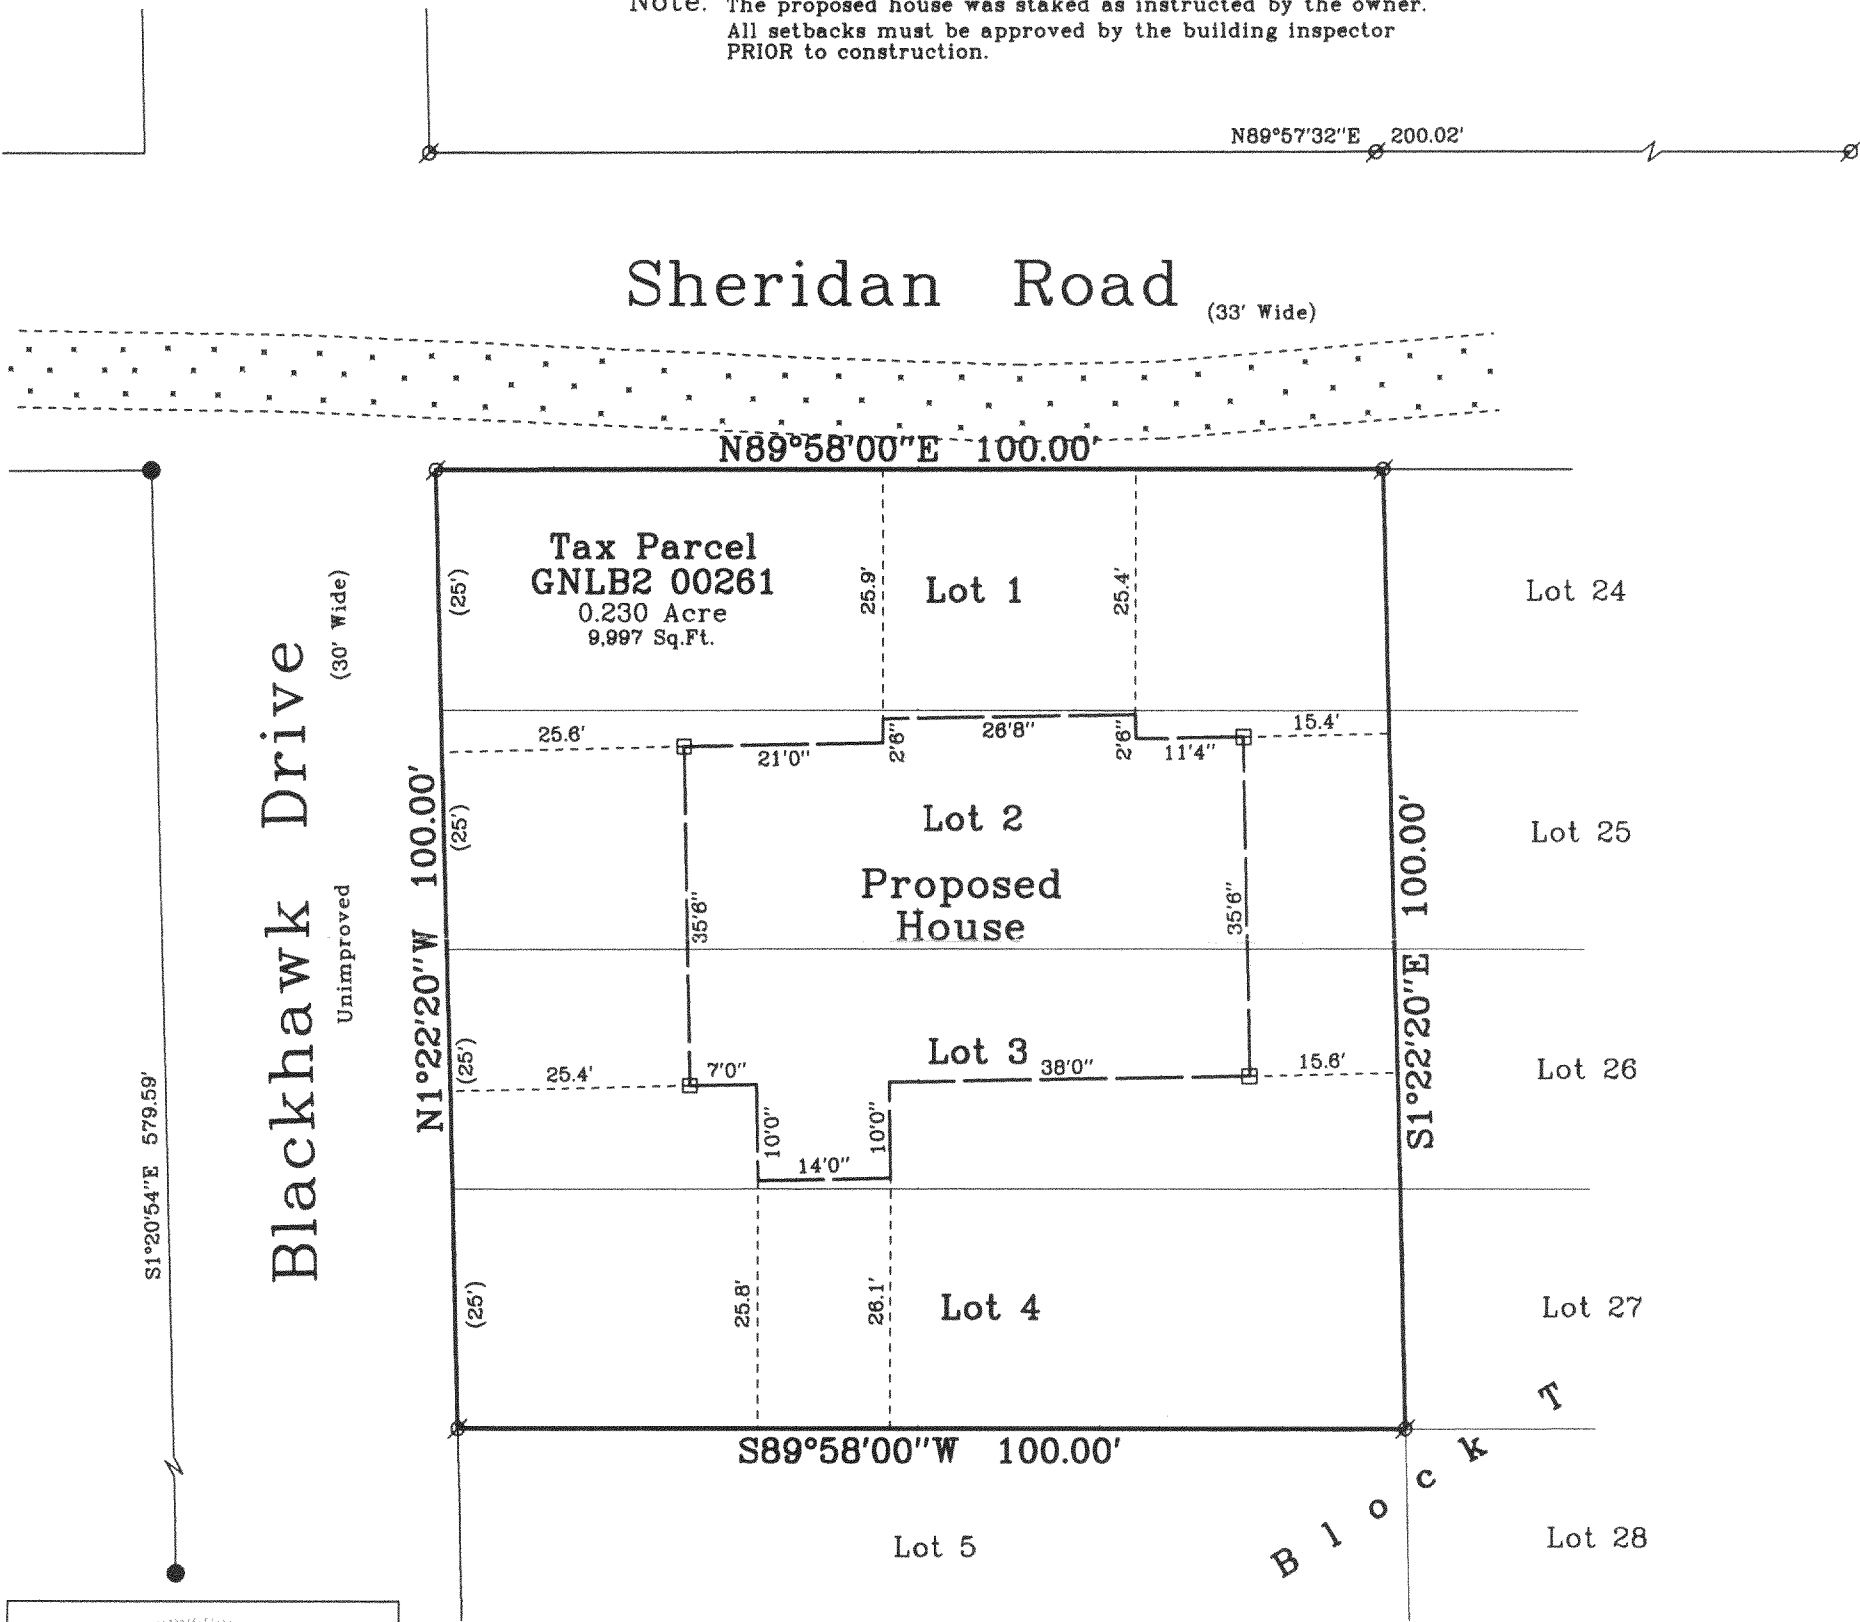 Note: The proposed house was staked as instructed by the owner.
All setbacks must be approved by the building inspector
PRIOR to construction.
N89°57'32"E 200.02'
Sheridan Road (33' Wide)
N89°58'00"E 100.00'
Tax Parcel
GNLB2 00261
0.230 Acre
9,997 Sq.Ft.
(25')
25.9'
Lot 1
25.4'
Lot 24
Blackhawk Drive
(30' Wide)
Unimproved
25.6'
21'0"
2'6"
26'8"
2'6"
11'4"
15.4'
N1°22'20"W 100.00'
(25')
Lot 2
Lot 25
Proposed
House
35'6"
35'6"
S1°22'20"E 100.00'
S1°20'54"E 579.59'
(25')
25.4'
7'0"
Lot 3
38'0"
15.6'
Lot 26
10'0"
10'0"
14'0"
(25')
25.8'
26.1'
Lot 4
Lot 27
S89°58'00"W 100.00'
Block T
Lot 5
Lot 28